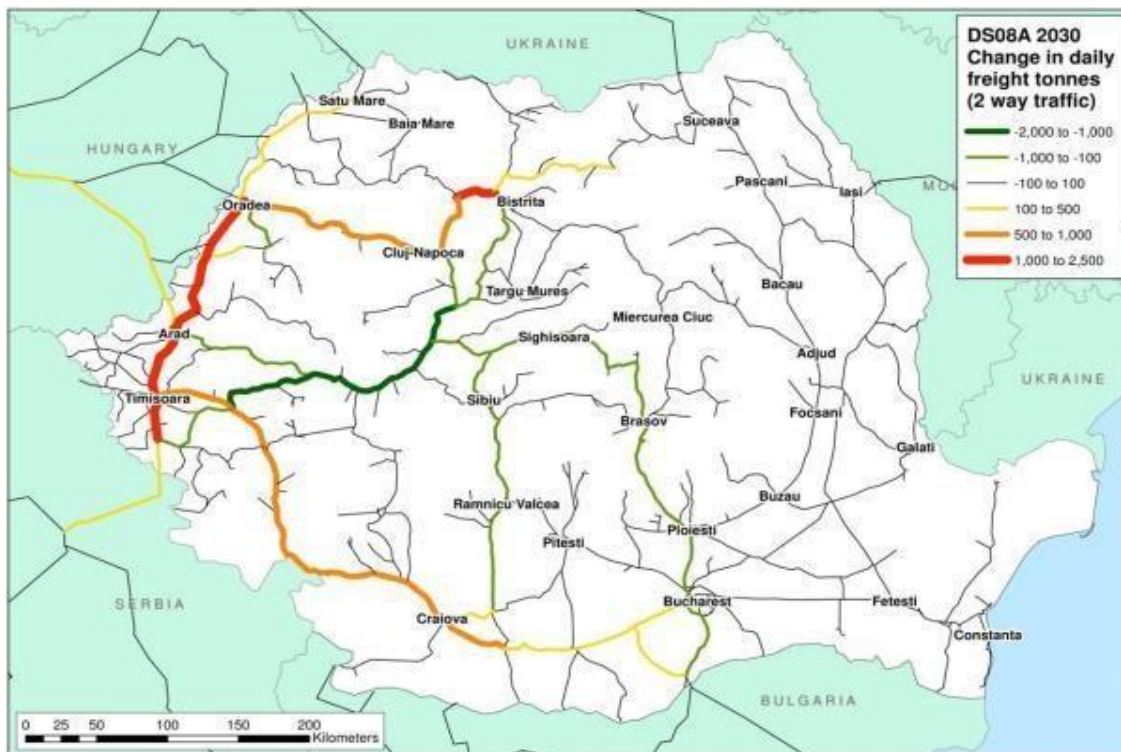 UKRAINE
DS08A 2030
Change in daily
freight tonnes
(2 way traffic)
-2,000 to -1,000
-1,000 to -100
-100 to 100
100 to 500
500 to 1,000
1,000 to 2,500
Satu Mare
Baia Mare
Suceava
HUNGARY
Pascani
Iasi
MO
Oradea
Bistrita
Cluj-Napoca
Targu Mures
Bacau
Miercurea Ciuc
Arad
Sighisoara
Adjud
UKRAINE
Timisoara
Sibiu
Focsani
Brasov
Galati
Ramnicu Valcea
Buzau
Ploiesti
Pitesti
SERBIA
Bucharest
Fetesti
Craiova
Constanta
BULGARIA
0 25 50 100 150 200
Kilometers